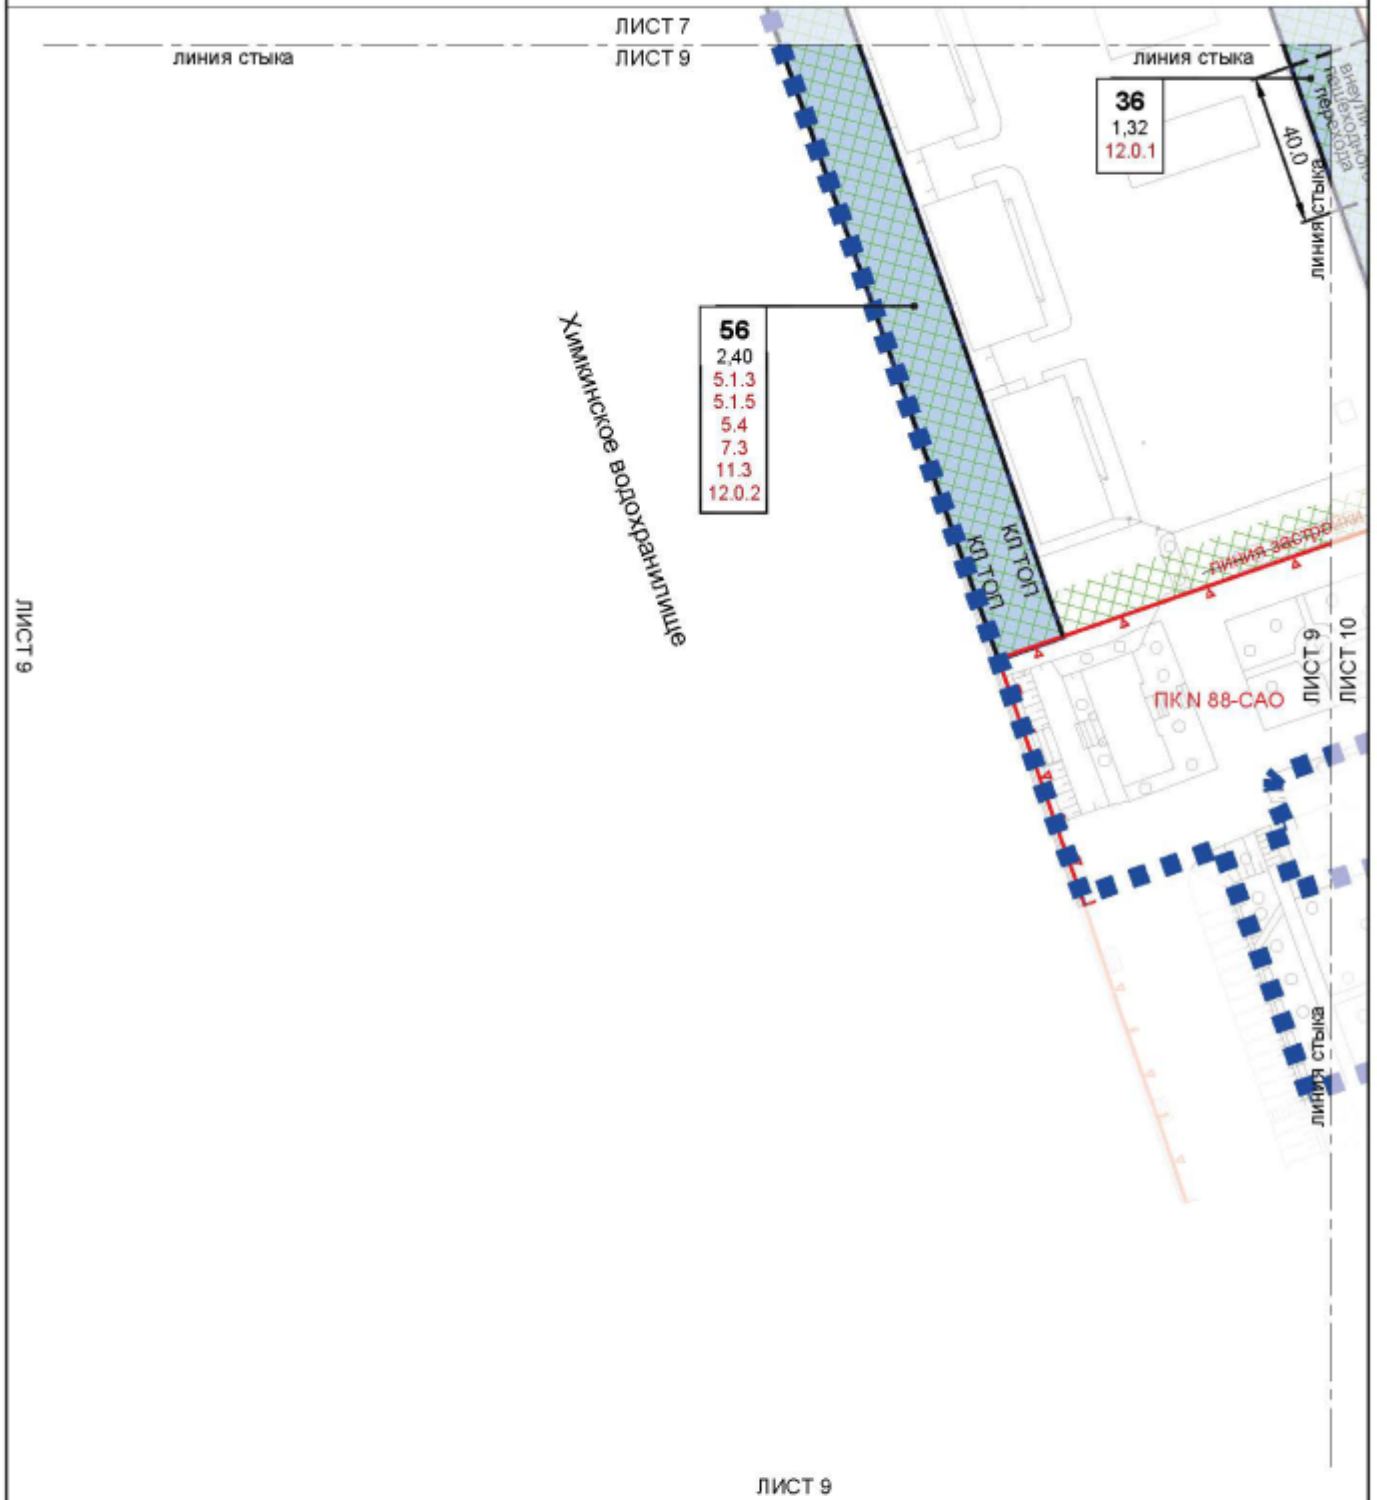 ЛИСТ 7
линия стыка
ЛИСТ 9
линия стыка
36
1,32
12.0.1
40.0
пешеходного
перехода
линия стыка
56
2,40
5.1.3
5.1.5
5.4
7.3
11.3
12.0.2
Химкинское водохранилище
КЛ ТОП
КЛ ТОП
линия застройки
ЛИСТ 9
ЛИСТ 9
ЛИСТ 10
ПК N 88-САО
линия стыка
ЛИСТ 9